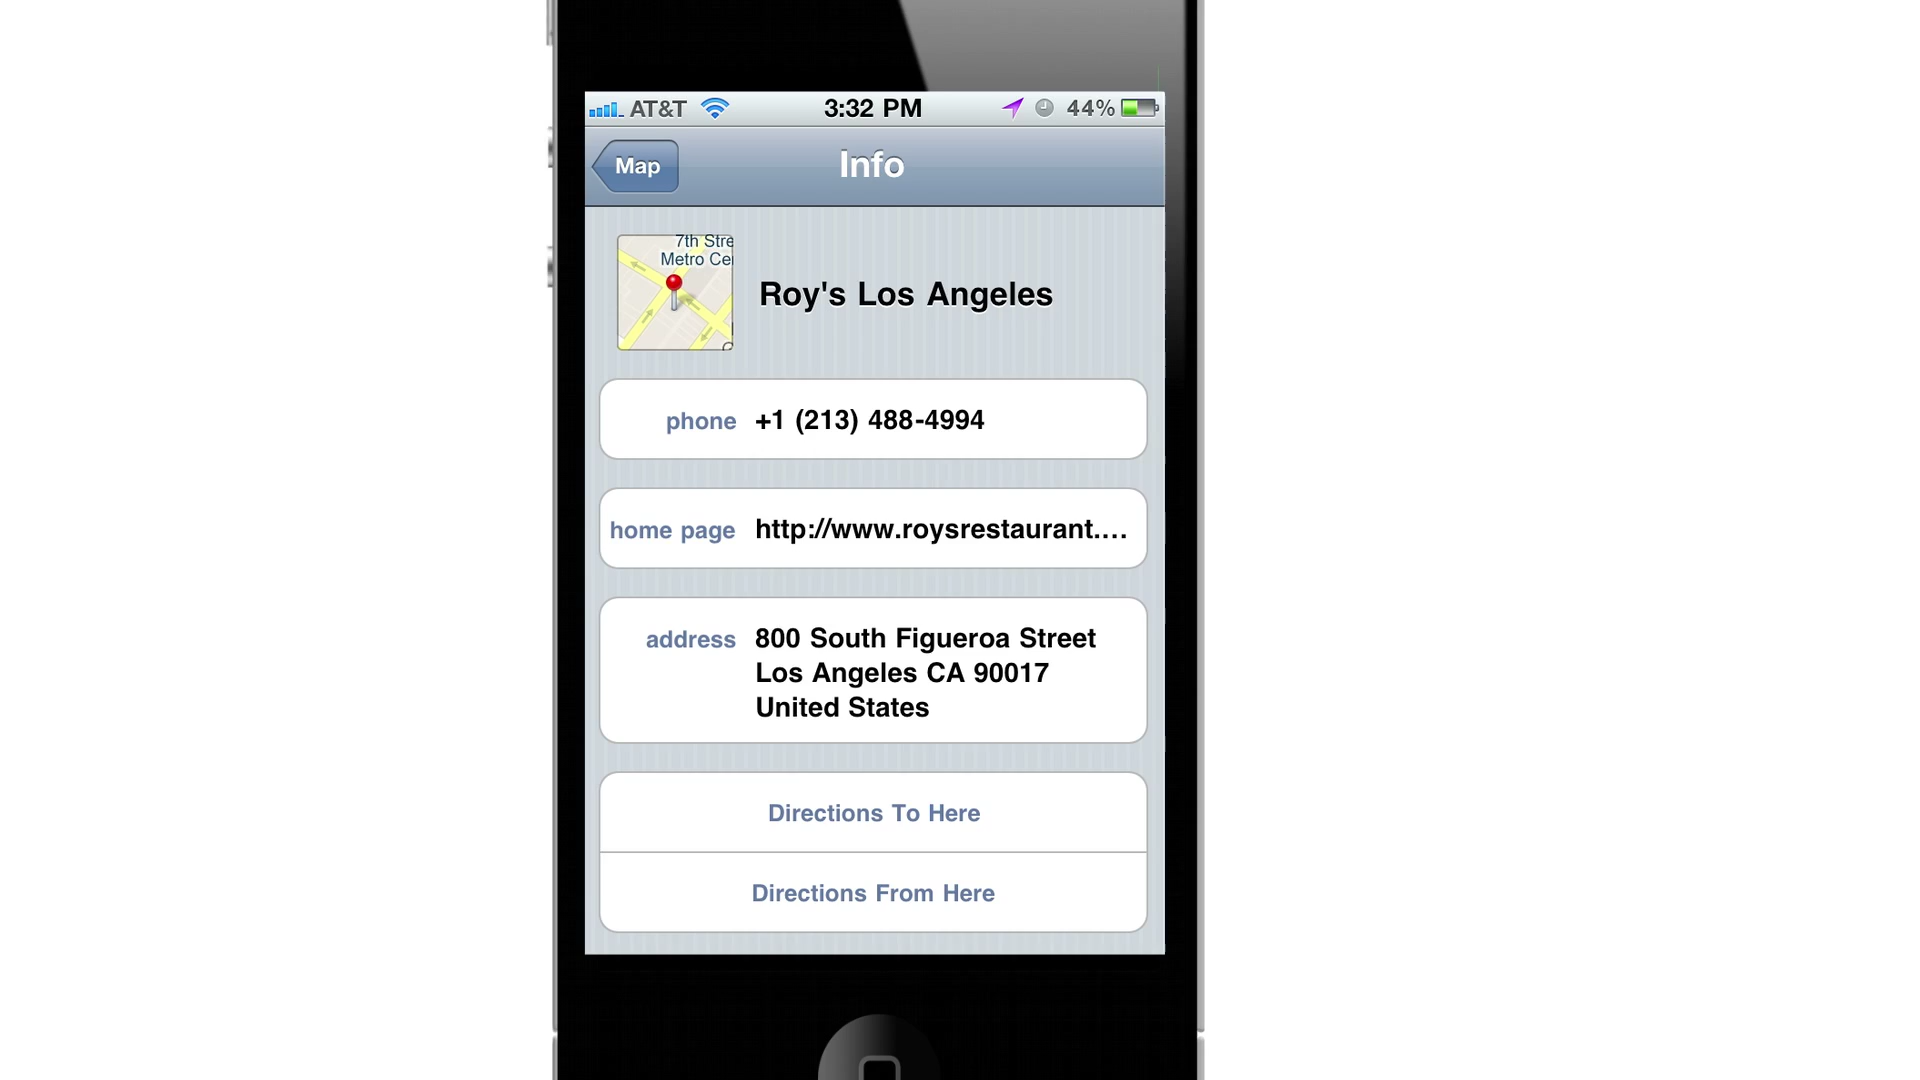 AT&T 3:32 PM 44%
Map Info
7th Stre
Metro Cei
Roy's Los Angeles
phone +1 (213) 488-4994
home page http://www.roysrestaurant....
address 800 South Figueroa Street
Los Angeles CA 90017
United States
Directions To Here
Directions From Here